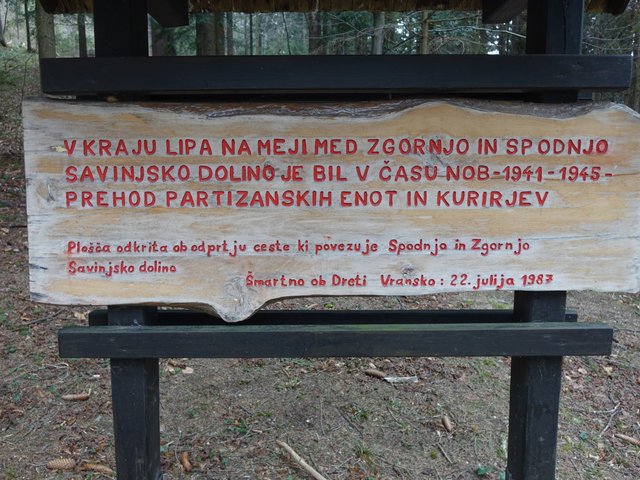 V KRAJU LIPA NA MEJI MED ZGORNJO IN SPODNJO
SAVINJSKO DOLINO JE BIL V ČASU NOB-1941-1945-
PREHOD PARTIZANSKIH ENOT IN KURIRJEV
Plošča odkrita ob odprtju ceste ki povezuje Spodnjo in Zgornjo
Savinjsko dolino
Šmartno ob Dreti Vransko: 22. julija 1987